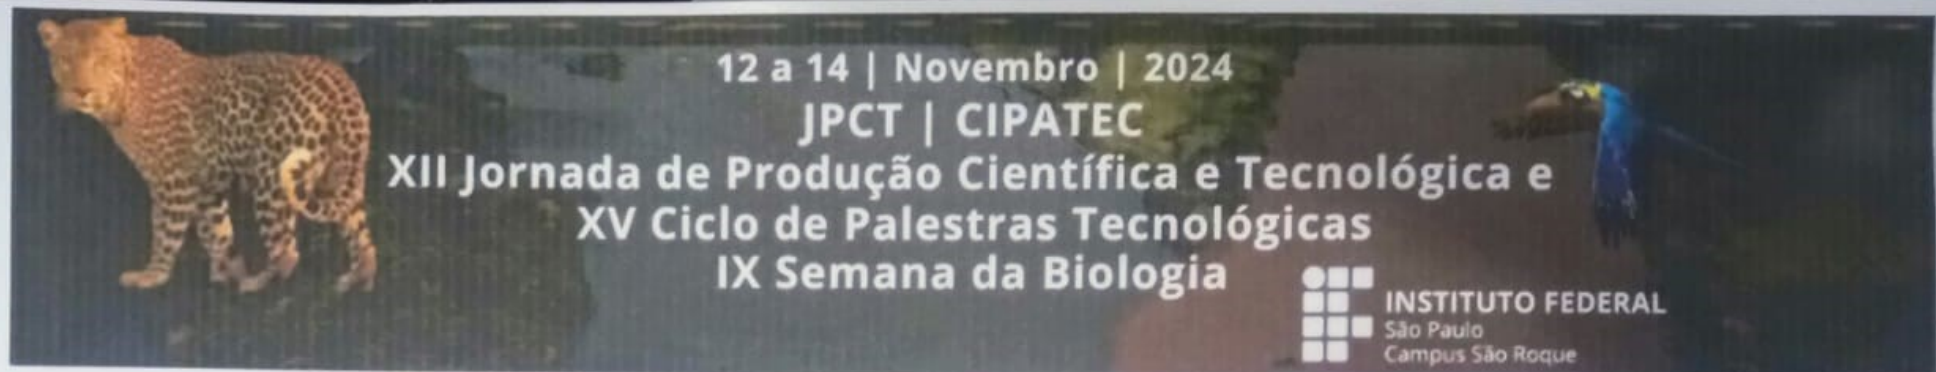 12 a 14 | Novembro | 2024
JPCT | CIPATEC
XII Jornada de Produção Científica e Tecnológica e
XV Ciclo de Palestras Tecnológicas
IX Semana da Biologia
INSTITUTO FEDERAL
São Paulo
Campus São Roque